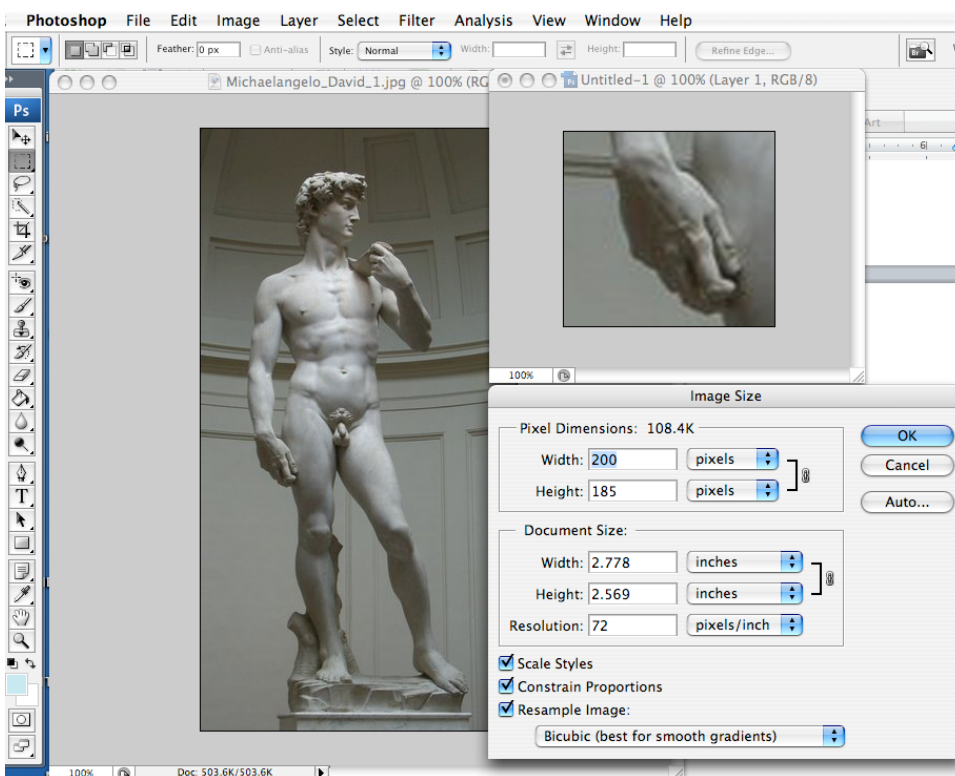 Photoshop File Edit Image Layer Select Filter Analysis View Window Help
Feather: 0 px Anti-alias Style: Normal Width: Height: Refine Edge... Br
Michaelangelo_David_1.jpg @ 100% (RG
Untitled-1 @ 100% (Layer 1, RGB/8)
Ps
Art
6
100%
Image Size
Pixel Dimensions: 108.4K
Width: 200 pixels
Height: 185 pixels
OK
Cancel
Auto...
Document Size:
Width: 2.778 inches
Height: 2.569 inches
Resolution: 72 pixels/inch
Scale Styles
Constrain Proportions
Resample Image:
Bicubic (best for smooth gradients)
T
100% Doc: 503.6K/503.6K